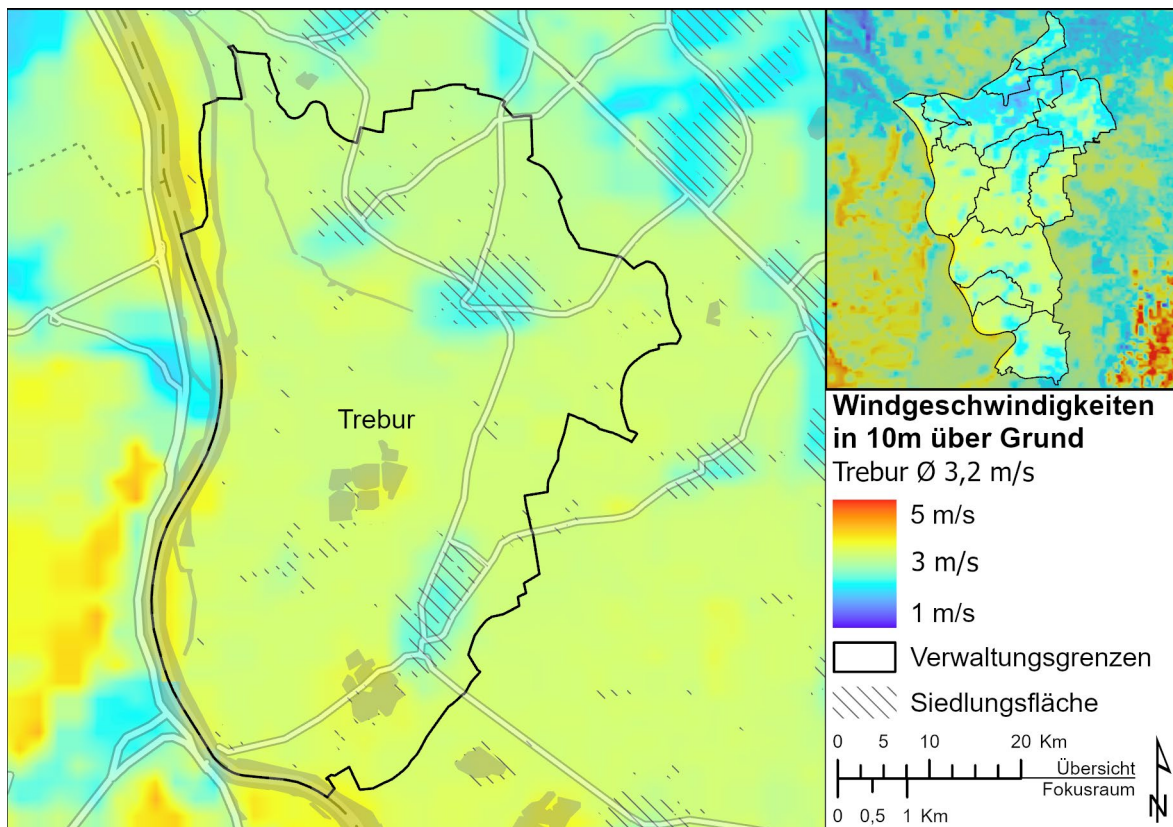 Trebur
Windgeschwindigkeiten
in 10m über Grund
Trebur Ø 3,2 m/s
5 m/s
3 m/s
1 m/s
Verwaltungsgrenzen
Siedlungsfläche
0 5 10 20 Km
Übersicht
Fokusraum
0 0,5 1 Km
N